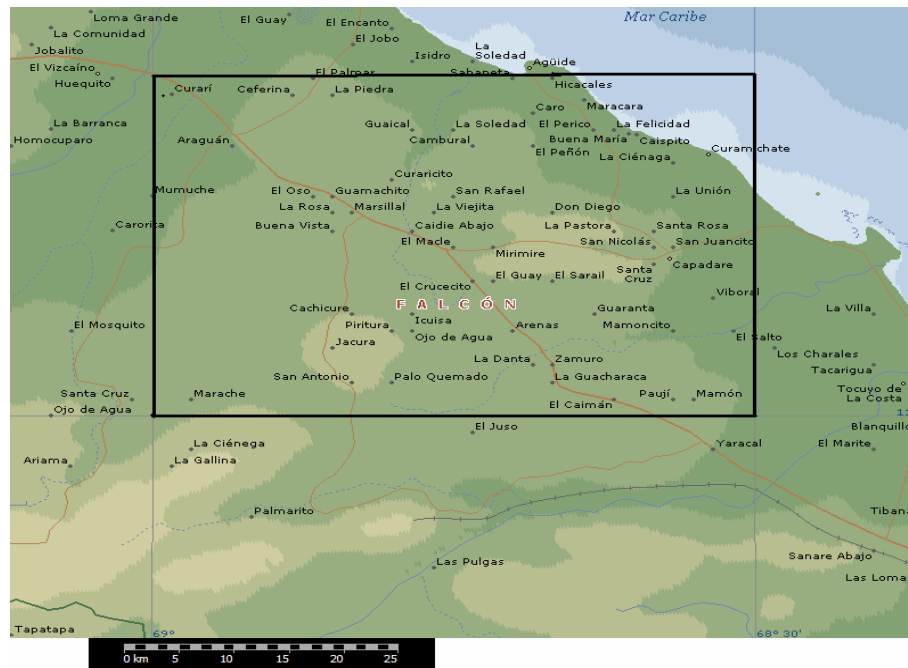 Loma Grande
La Comunidad
El Guay
El Encanto
Mar Caribe
Jobalito
El Jobo
La
Soledad
El Vizcaíno
Isidro
Agüide
Huequito
El Palmar
Sabaneta
Hicacales
Curarí
Ceferina
La Piedra
Maracara
Caro
La Barranca
Guaical
La Soledad
El Perico
La Felicidad
Homocuparo
Araguán
Cambural
Buena María
Caispito
El Peñón
La Ciénaga
Curamichate
Curaricito
Mumuche
El Oso
Guamachito
San Rafael
La Unión
La Rosa
Marsillal
La Viejita
Don Diego
Carorita
Buena Vista
Caidie Abajo
La Pastora
Santa Rosa
El Macle
Mirimire
San Nicolás
San Juancito
Santa
Cruz
Capadare
El Crucecito
El Guay
El Sarail
Viboral
FALCÓN
Cachicure
Guaranta
La Villa
El Mosquito
Piritura
Icuisa
Arenas
Mamoncito
El Salto
Jacura
Ojo de Agua
Los Charales
La Danta
Zamuro
Tacarigua
San Antonio
Palo Quemado
La Guacharaca
Tocuyo de
La Costa
Santa Cruz
Marache
El Caimán
Paují
Mamón
Ojo de Agua
11
Blanquillo
El Juso
La Ciénega
Yaracal
El Marite
Ariama
La Gallina
Palmarito
Tibana
Sanare Abajo
Las Pulgas
Las Loma
Tapatapa
69°
68° 30'
0 km 5 10 15 20 25